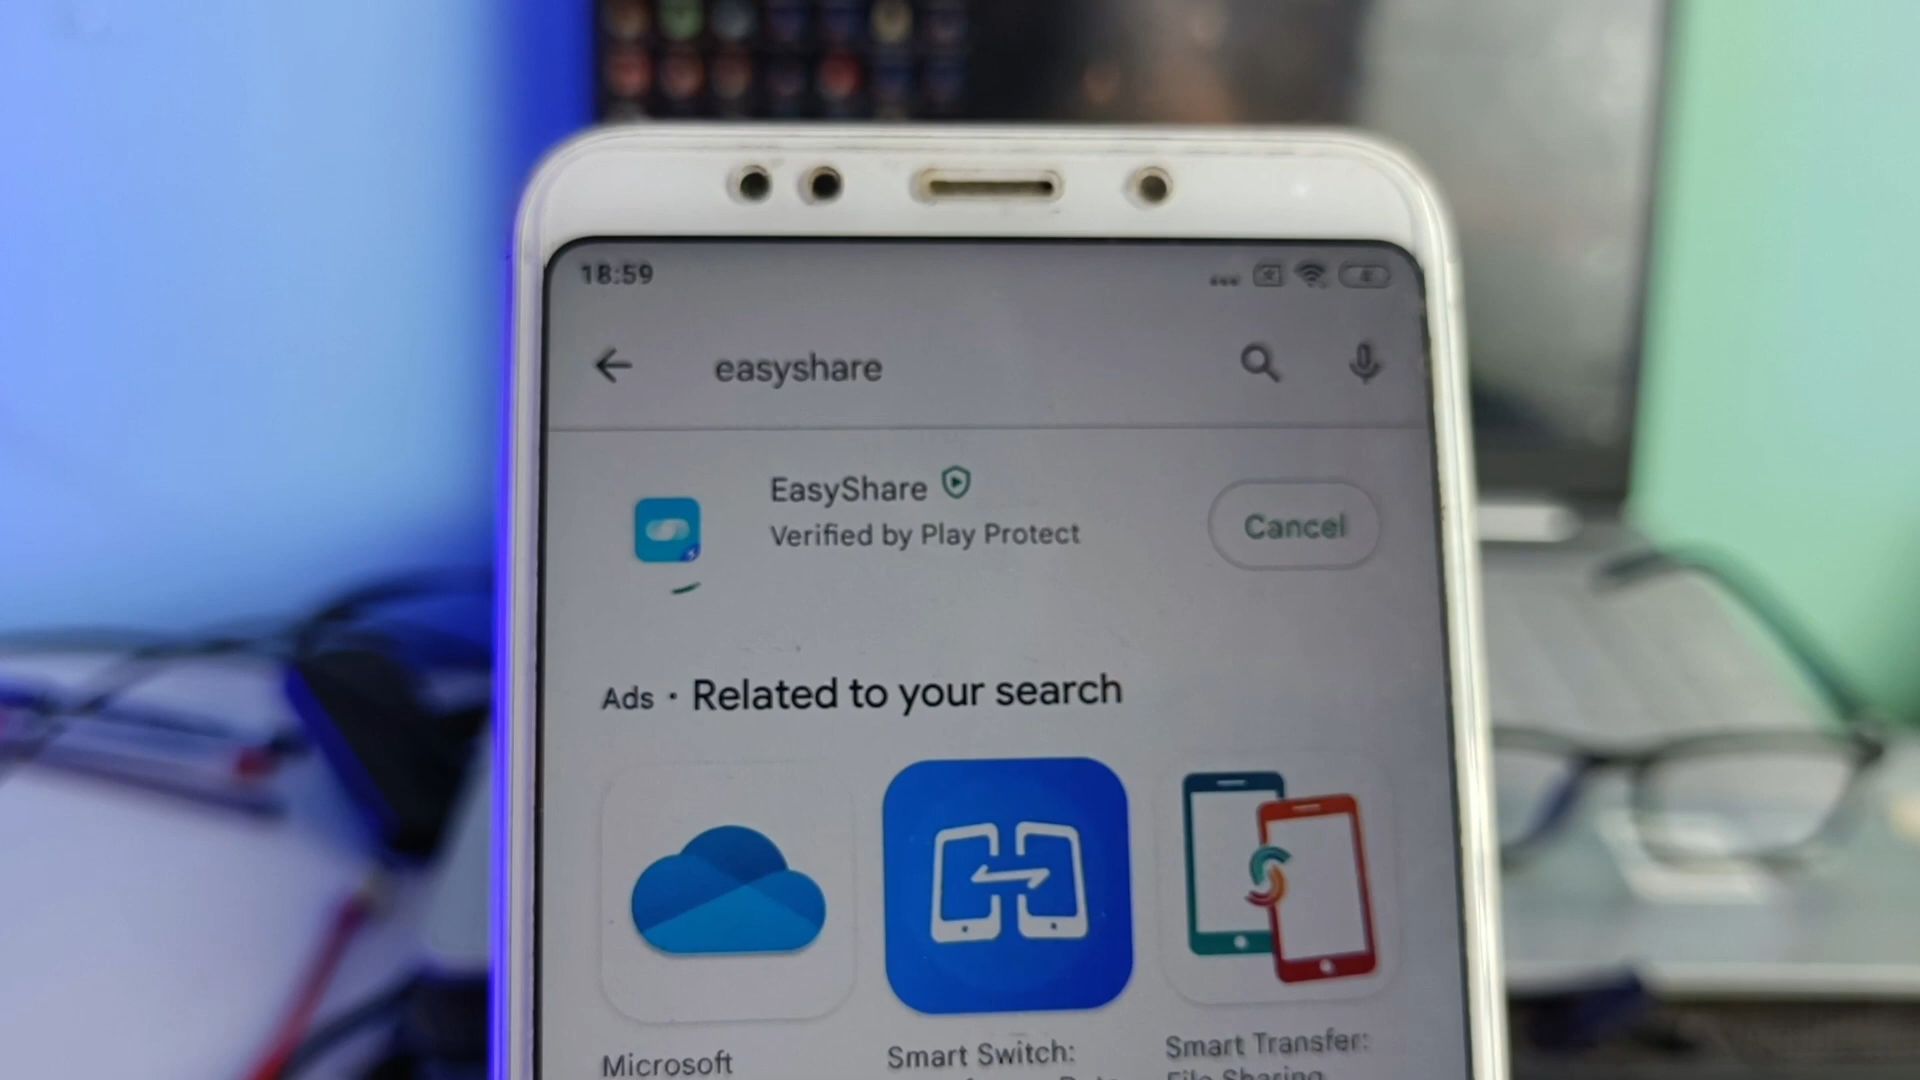 18:59
easyshare
EasyShare
Verified by Play Protect
Cancel
Ads · Related to your search
Microsoft
Smart Switch:
Smart Transfer:
File Sharing